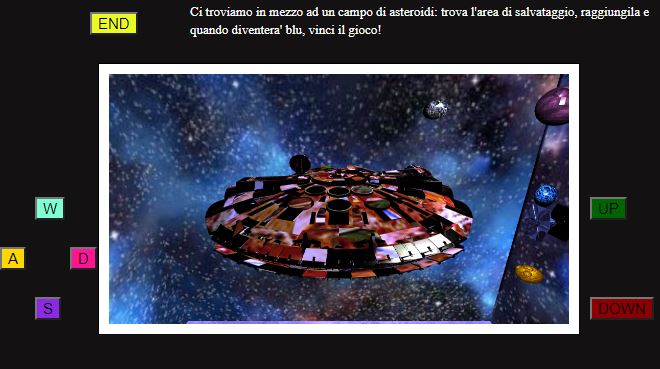 END
Ci troviamo in mezzo ad un campo di asteroidi: trova l'area di salvataggio, raggiungila e
quando diventera' blu, vinci il gioco!
W
UP
A
D
S
DOWN